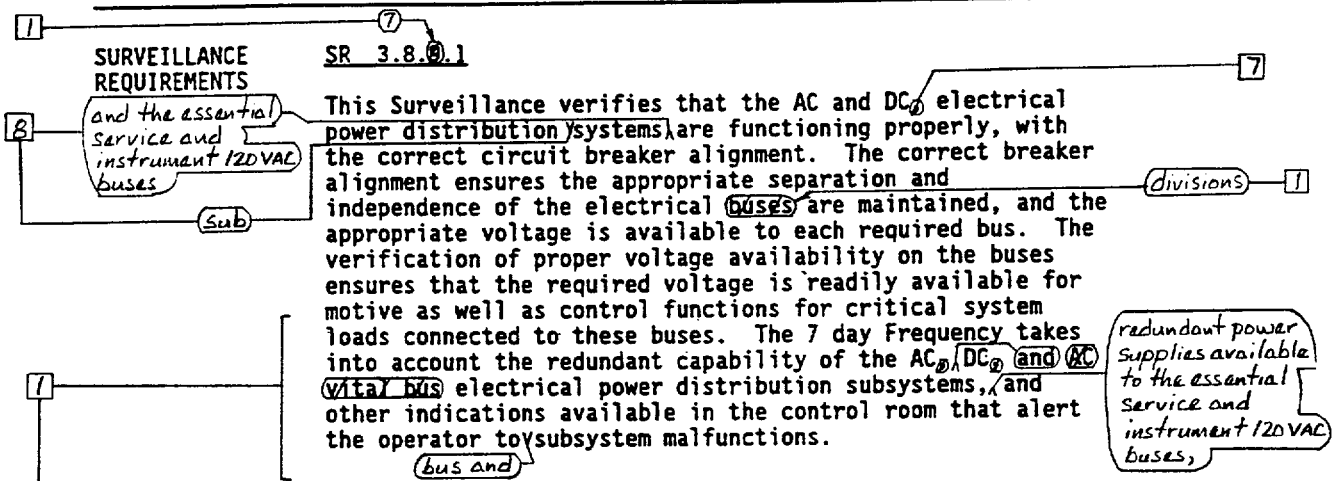 1 7
SURVEILLANCE SR 3.8.9.1
REQUIREMENTS
7
and the essential
service and
instrument 120 VAC
buses
8
This Surveillance verifies that the AC and DC, electrical
power distribution systems are functioning properly, with
the correct circuit breaker alignment. The correct breaker
alignment ensures the appropriate separation and
divisions 1
independence of the electrical buses are maintained, and the
sub
appropriate voltage is available to each required bus. The
verification of proper voltage availability on the buses
ensures that the required voltage is readily available for
motive as well as control functions for critical system
loads connected to these buses. The 7 day Frequency takes
into account the redundant capability of the AC, DC, and AC
1
vital bus electrical power distribution subsystems, and
other indications available in the control room that alert
the operator to subsystem malfunctions.
bus and
redundant power
supplies available
to the essential
service and
instrument 120 VAC
buses,